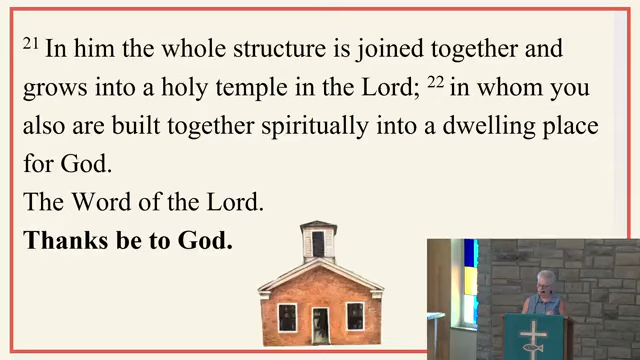 21 In him the whole structure is joined together and
grows into a holy temple in the Lord; 22 in whom you
also are built together spiritually into a dwelling place
for God.
The Word of the Lord.
Thanks be to God.